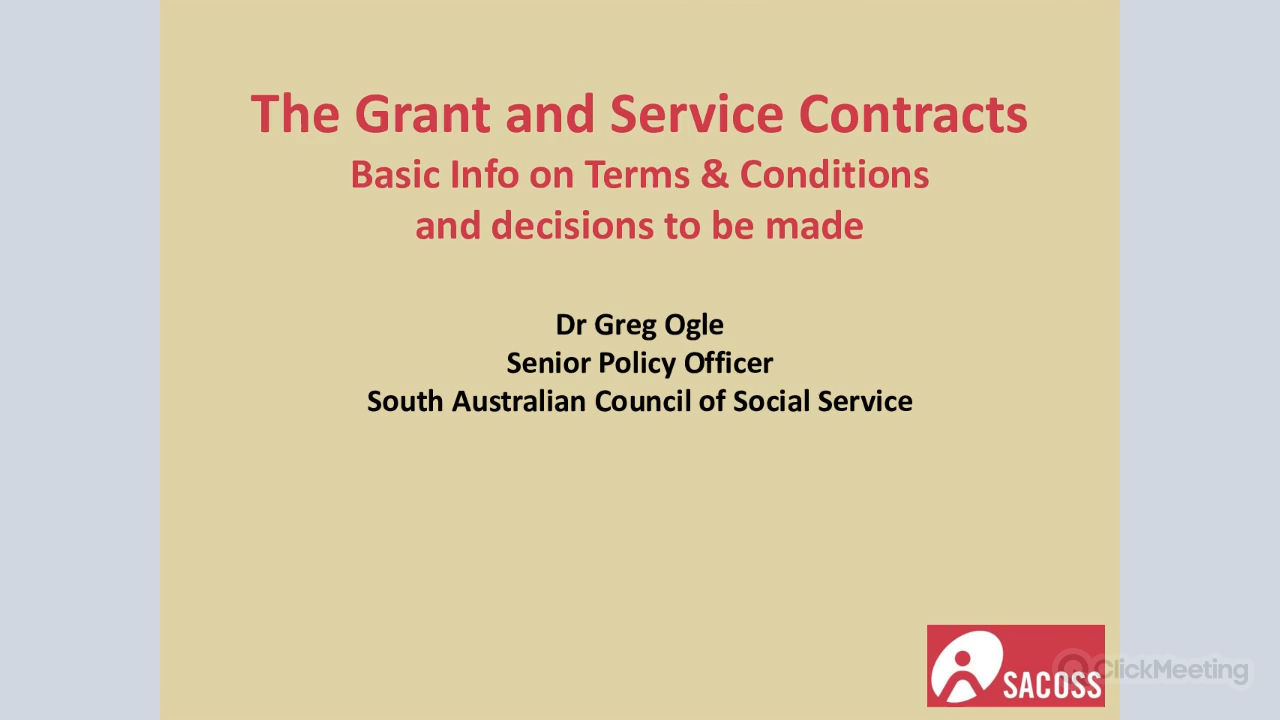 The Grant and Service Contracts
Basic Info on Terms & Conditions
and decisions to be made
Dr Greg Ogle
Senior Policy Officer
South Australian Council of Social Service
SACOSS
ClickMeeting